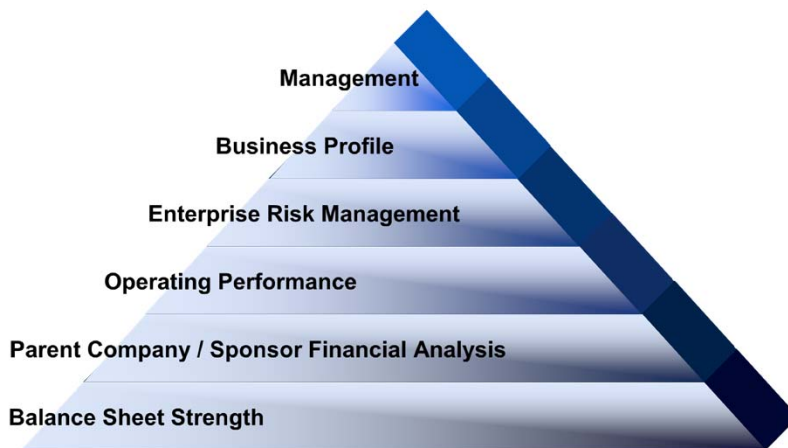 Management
Business Profile
Enterprise Risk Management
Operating Performance
Parent Company / Sponsor Financial Analysis
Balance Sheet Strength